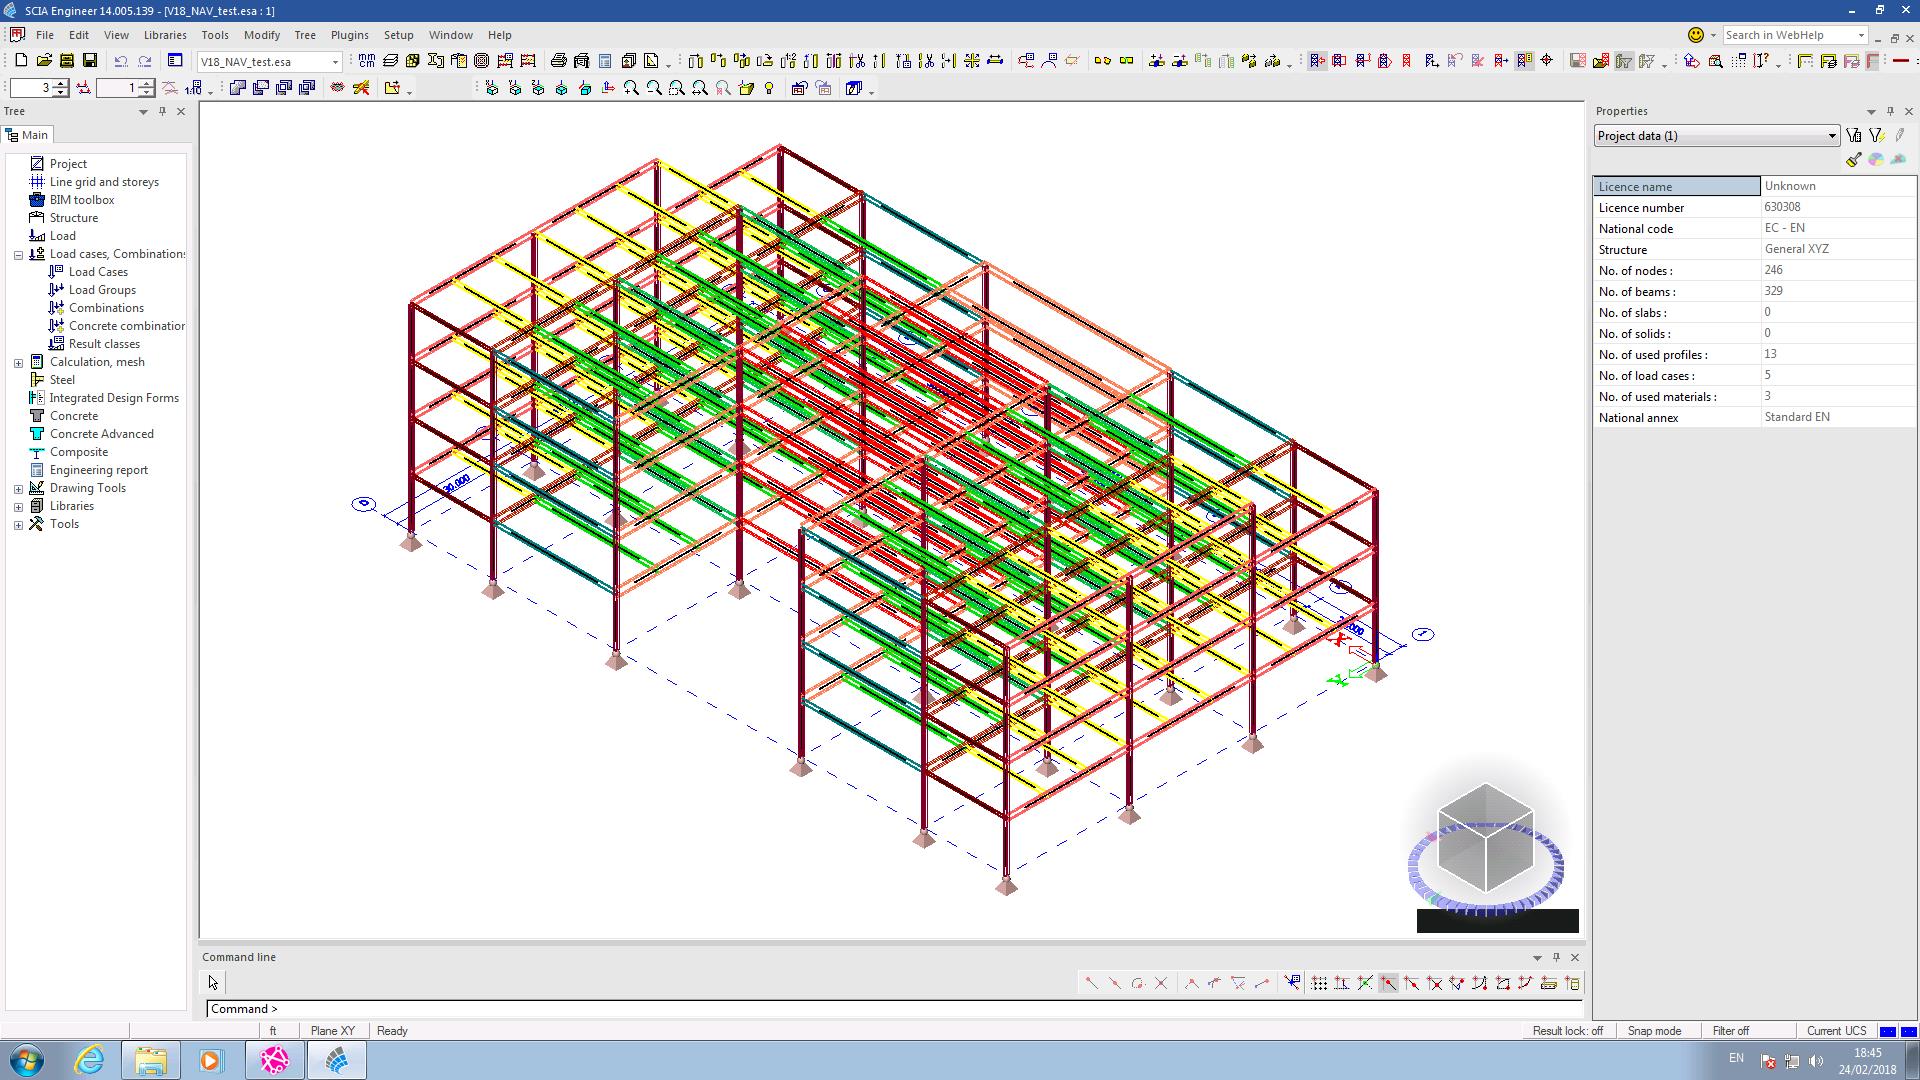 SCIA Engineer 14.005.139 - [V18_NAV_test.esa : 1]
File Edit View Libraries Tools Modify Tree Plugins Setup Window Help
Search in WebHelp
V18_NAV_test.esa
3
1
Tree
Main
Project
Line grid and storeys
BIM toolbox
Structure
Load
Load cases, Combinations
Load Cases
Load Groups
Combinations
Concrete combination
Result classes
Calculation, mesh
Steel
Integrated Design Forms
Concrete
Concrete Advanced
Composite
Engineering report
Drawing Tools
Libraries
Tools
30.000
X
Y
Properties
Project data (1)
Licence name Unknown
Licence number 630308
National code EC - EN
Structure General XYZ
No. of nodes : 246
No. of beams : 329
No. of slabs : 0
No. of solids : 0
No. of used profiles : 13
No. of load cases : 5
No. of used materials : 3
National annex Standard EN
Command line
Command >
ft Plane XY Ready
Result lock: off Snap mode Filter off Current UCS
EN
18:45
24/02/2018